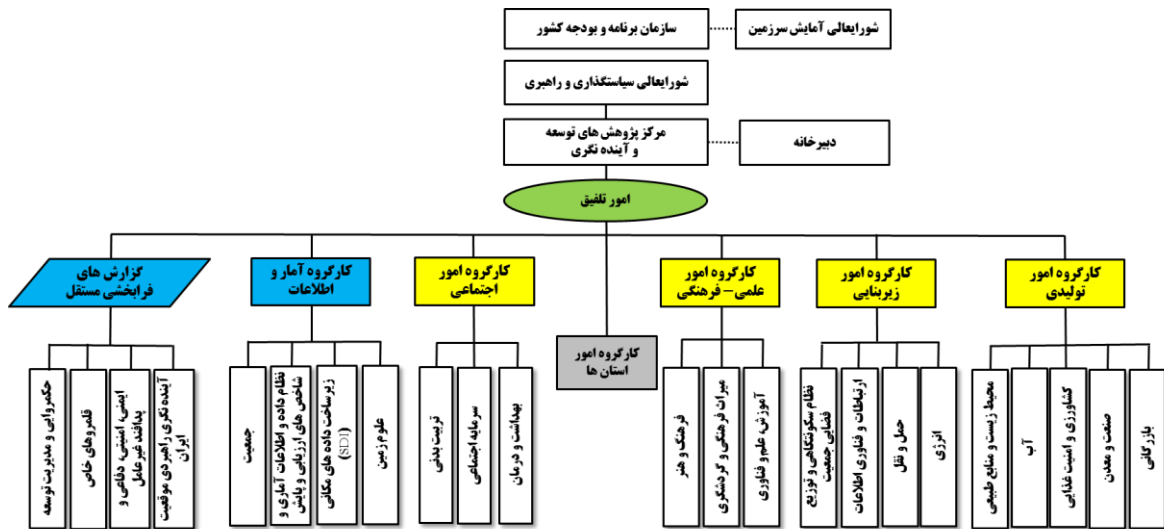 شورایعالی آمایش سرزمین
سازمان برنامه و بودجه کشور
شورایعالی سیاستگذاری و راهبری
مرکز پژوهش های توسعه
و آینده نگری
دبیرخانه
امور تلفیق
کارگروه امور
تولیدی
کارگروه امور
زیربنایی
کارگروه امور
علمی – فرهنگی
کارگروه امور
اجتماعی
کارگروه آمار و
اطلاعات
گزارش های
فرابخشی مستقل
کارگروه امور
استان ها
بازرگانی
صنعت و معدن
کشاورزی و امنیت غذایی
آب
محیط زیست و منابع طبیعی
انرژی
حمل و نقل
ارتباطات و فناوری اطلاعات
نظام سکونتگاهی و توزیع
فضایی جمعیت
آموزش، علم و فناوری
میراث فرهنگی و گردشگری
فرهنگ و هنر
بهداشت و درمان
سرمایه اجتماعی
تربیت بدنی
علوم زمین
زیرساخت داده های مکانی
(SDI)
نظام داده و اطلاعات آماری و
شاخص های ارزیابی و پایش
جمعیت
آینده نگری راهبردی موقعیت
ایران
ایمنی، امنیتی، دفاعی و
پدافند غیرعامل
قلمروهای خاص
حکمروایی و مدیریت توسعه